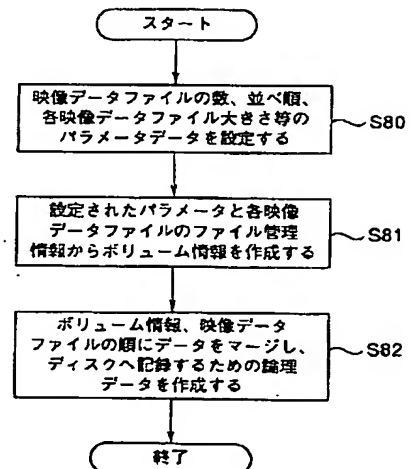 スタート
映像データファイルの数、並べ順、
各映像データファイル大きさ等の
パラメータデータを設定する
S80
設定されたパラメータと各映像
データファイルのファイル管理
情報からボリューム情報を作成する
S81
ボリューム情報、映像データ
ファイルの順にデータをマージし、
ディスクへ記録するための論理
データを作成する
S82
終了